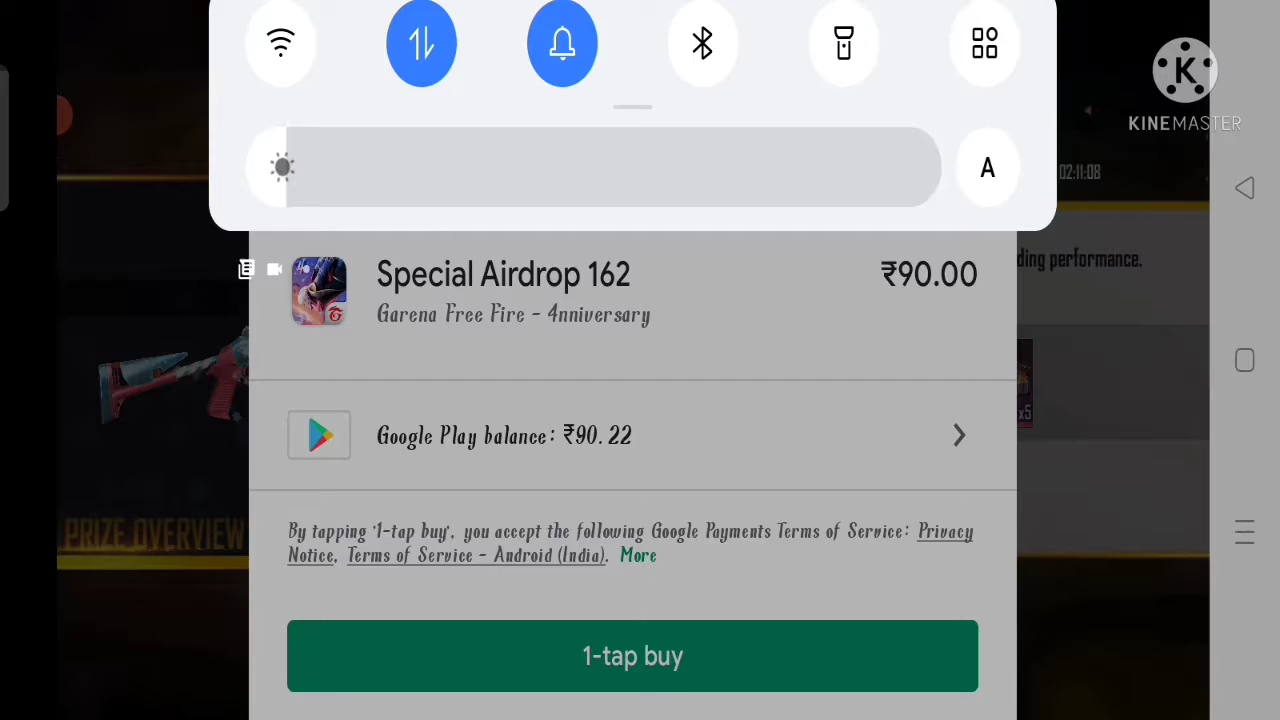 A
KINEMASTER
02:11:08
Special Airdrop 162
₹90.00
Garena Free Fire - 4nniversary
ding performance.
x5
Google Play balance: ₹90.22
PRIZE OVERVIEW
By tapping '1-tap buy', you accept the following Google Payments Terms of Service: Privacy
Notice, Terms of Service - Android (India). More
1-tap buy